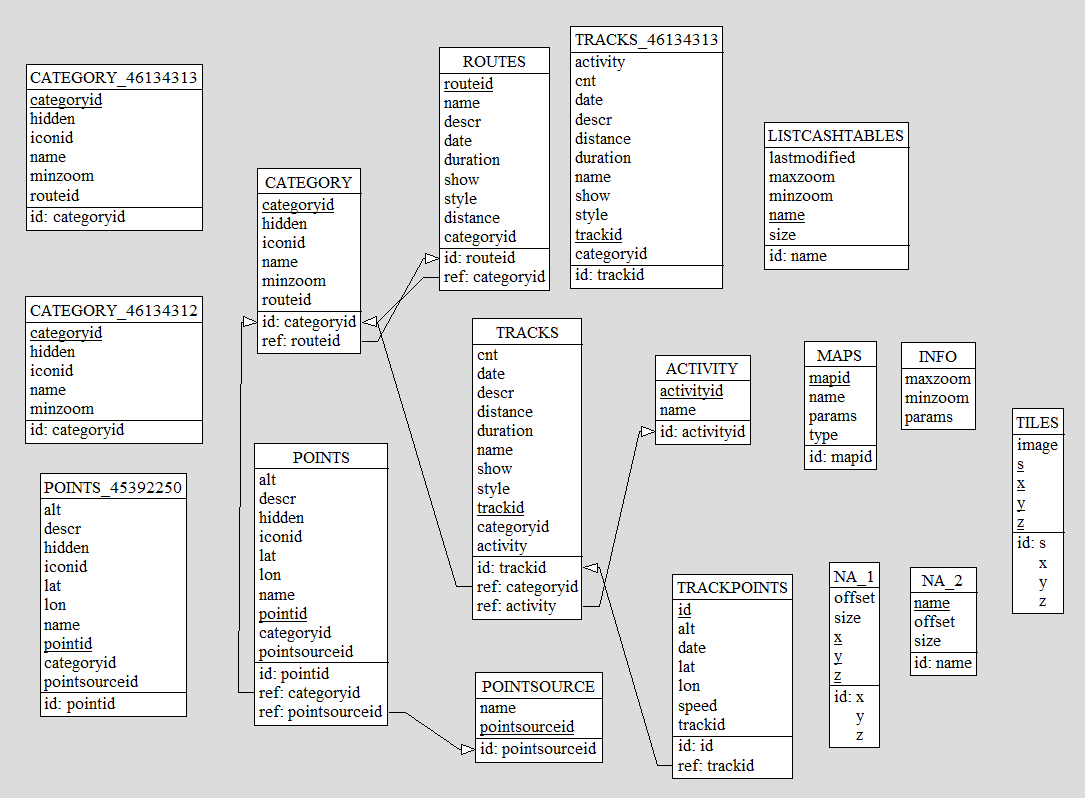 CATEGORY_46134313
categoryid
hidden
iconid
name
minzoom
routeid
id: categoryid
CATEGORY_46134312
categoryid
hidden
iconid
name
minzoom
id: categoryid
POINTS_45392250
alt
descr
hidden
iconid
lat
lon
name
pointid
categoryid
pointsourceid
id: pointid
CATEGORY
categoryid
hidden
iconid
name
minzoom
routeid
id: categoryid
ref: routeid
POINTS
alt
descr
hidden
iconid
lat
lon
name
pointid
categoryid
pointsourceid
id: pointid
ref: categoryid
ref: pointsourceid
ROUTES
routeid
name
descr
date
duration
show
style
distance
categoryid
id: routeid
ref: categoryid
TRACKS
cnt
date
descr
distance
duration
name
show
style
trackid
categoryid
activity
id: trackid
ref: categoryid
ref: activity
POINTSOURCE
name
pointsourceid
id: pointsourceid
TRACKS_46134313
activity
cnt
date
descr
distance
duration
name
show
style
trackid
categoryid
id: trackid
ACTIVITY
activityid
name
id: activityid
TRACKPOINTS
id
alt
date
lat
lon
speed
trackid
id: id
ref: trackid
LISTCASHTABLES
lastmodified
maxzoom
minzoom
name
size
id: name
MAPS
mapid
name
params
type
id: mapid
INFO
maxzoom
minzoom
params
NA_1
offset
size
x
y
z
id: x
y
z
NA_2
name
offset
size
id: name
TILES
image
s
x
y
z
id: s
x
y
z